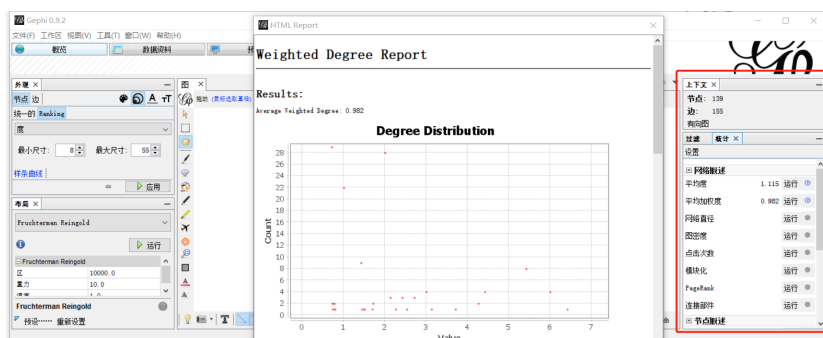 Gephi 0.9.2
文件(F) 工作区 视图(V) 工具(T) 窗口(W) 帮助(H)
概览
数据资料
预
外观
节点 边
统一的 Ranking
度
最小尺寸: 8 最大尺寸: 55
样条曲线
应用
布局
Fruchterman Reingold
运行
Fruchterman Reingold
区 10000.0
重力 10.0
速度 1.0
Fruchterman Reingold
预设······ 重新设置
图
拖动
HTML Report
Weighted Degree Report
Results:
Average Weighted Degree: 0.982
Degree Distribution
Count
28
26
24
22
20
18
16
14
12
10
8
6
4
2
0
0 1 2 3 4 5 6 7
Value
上下文
节点: 139
边: 155
有向图
过滤 统计
设置
网络概述
平均度 1.115 运行
平均加权度 0.982 运行
网络直径 运行
图密度 运行
点击次数 运行
模块化 运行
PageRank 运行
连接部件 运行
节点概述